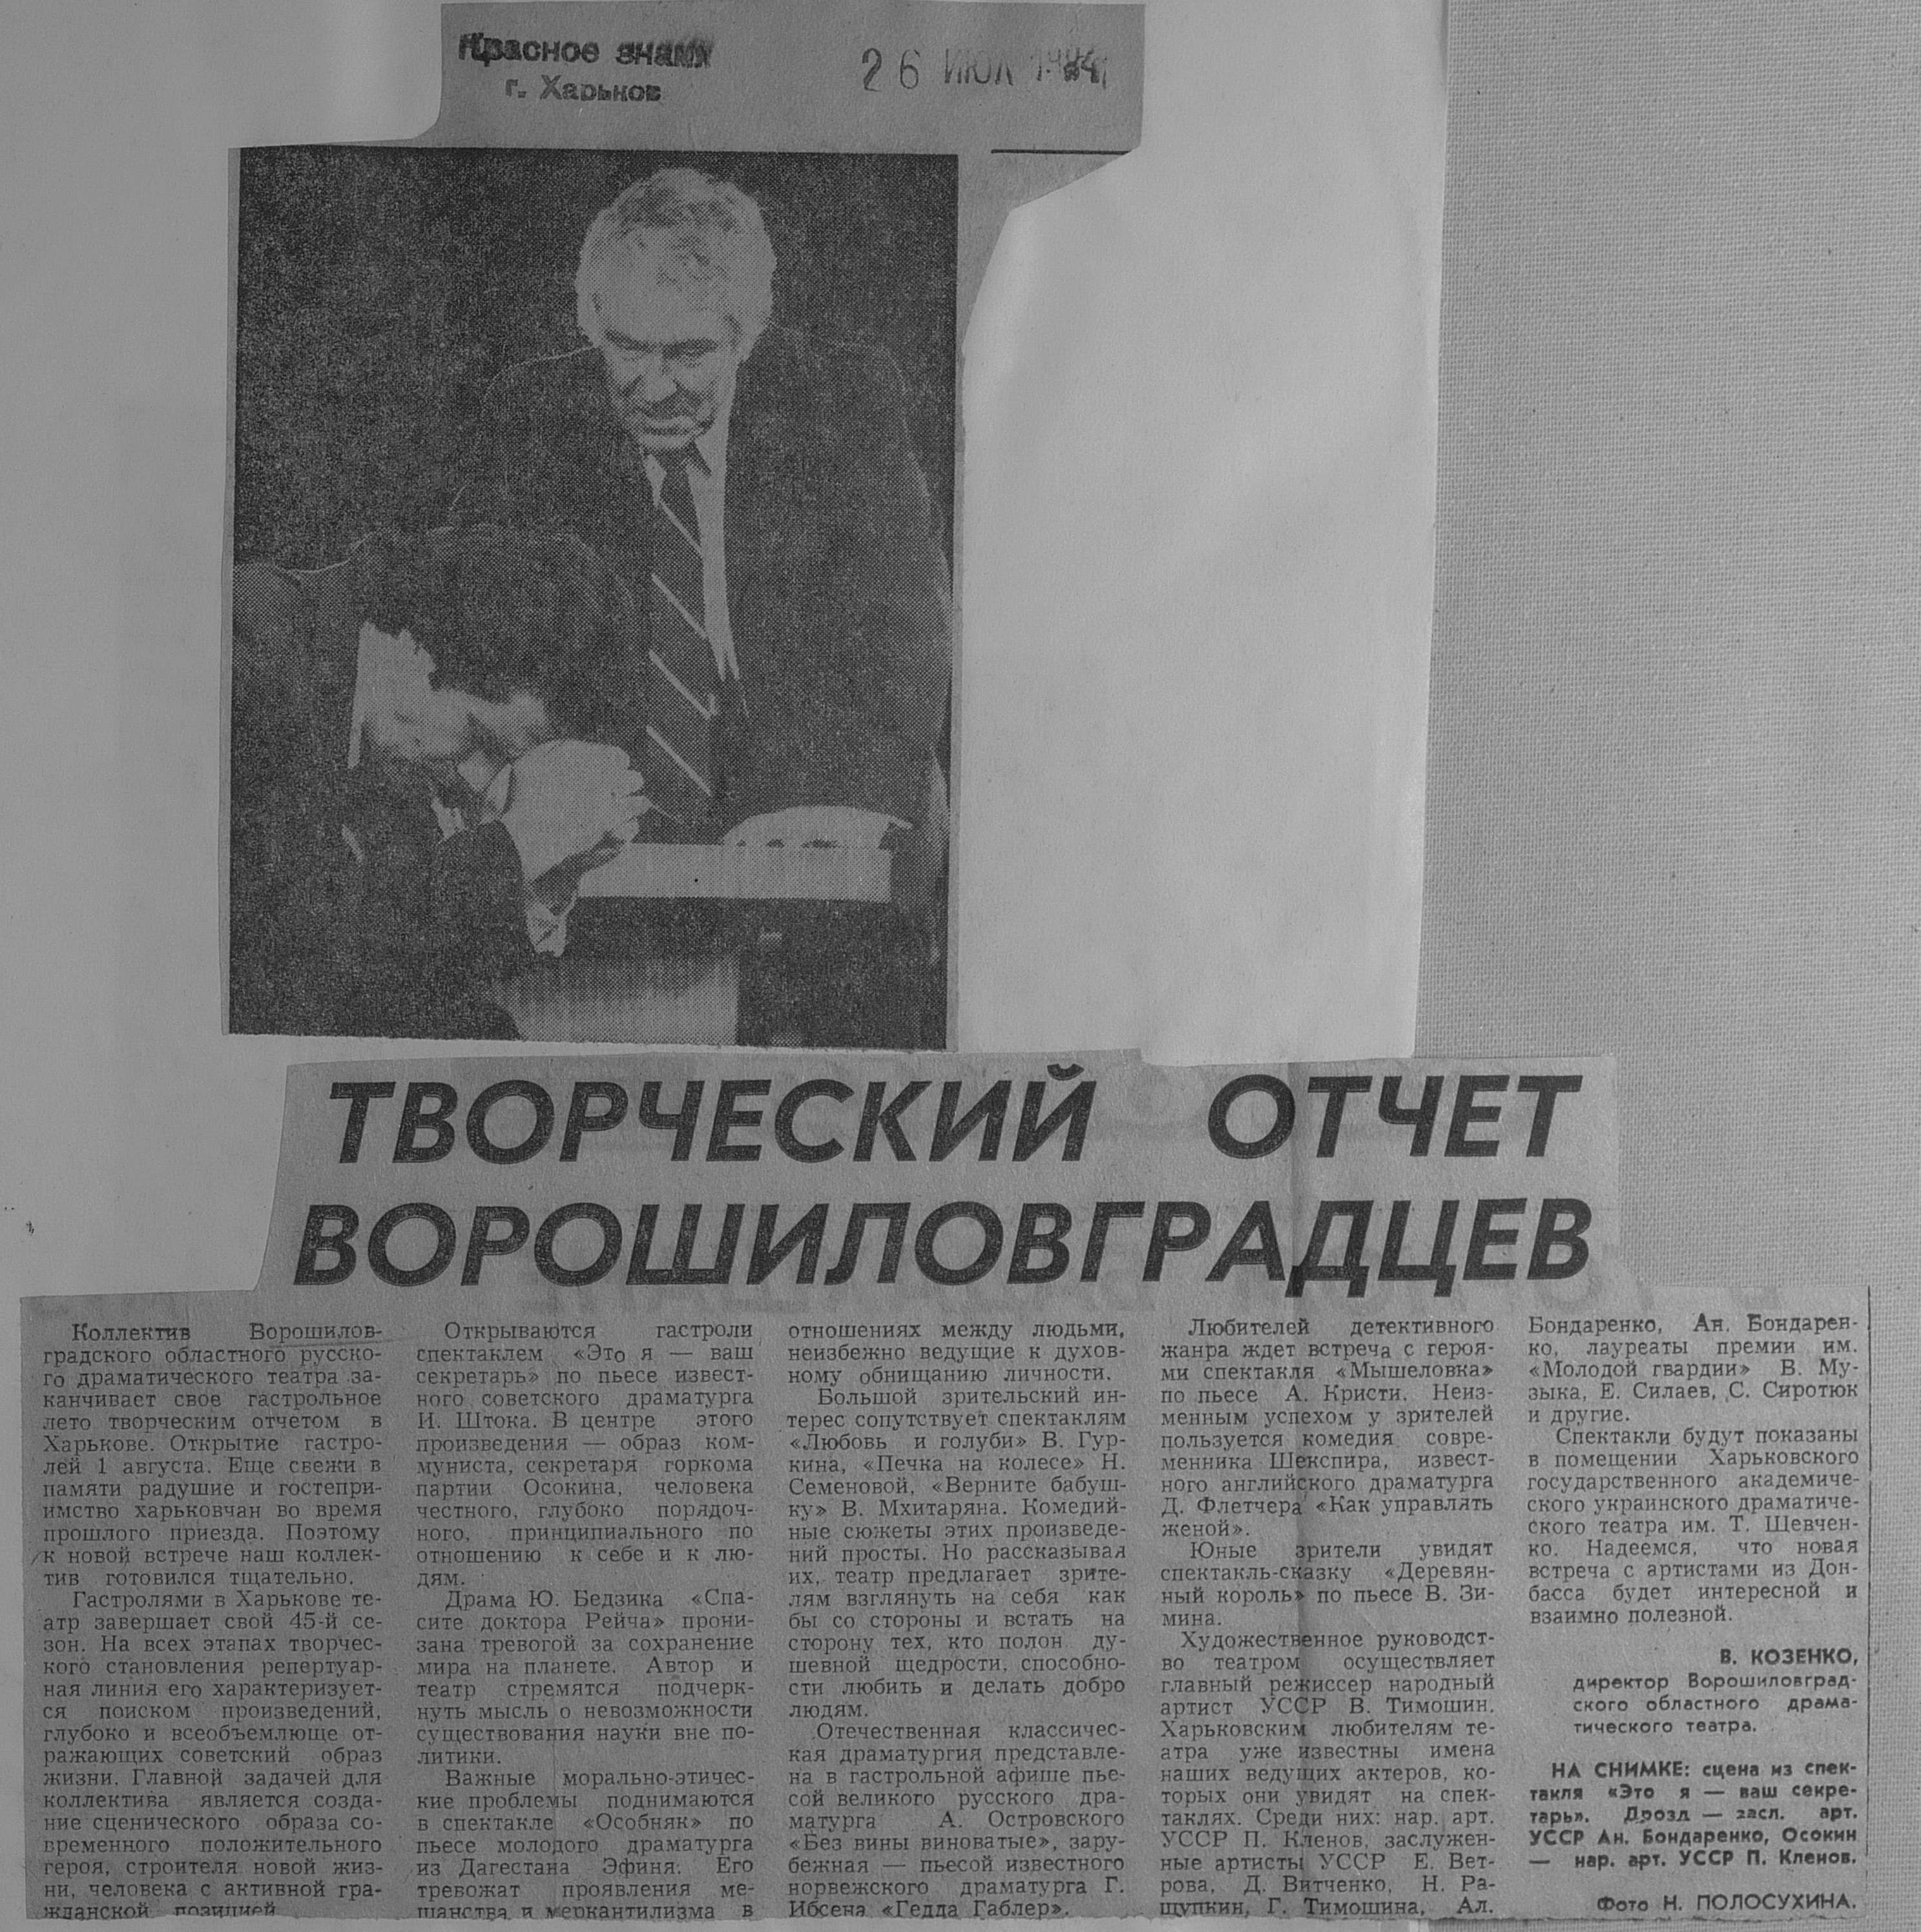 Красное знамя
г. Харьков
26 ИЮЛ 1984
ТВОРЧЕСКИЙ ОТЧЕТ
ВОРОШИЛОВГРАДЦЕВ
Коллектив Ворошилов-
градского областного русско-
го драматического театра за-
канчивает свое гастрольное
лето творческим отчетом в
Харькове. Открытие гастро-
лей 1 августа. Еще свежи в
памяти радушие и гостепри-
имство харьковчан во время
прошлого приезда. Поэтому
к новой встрече наш коллек-
тив готовился тщательно.
Гастролями в Харькове те-
атр завершает свой 45-й се-
зон. На всех этапах творчес-
кого становления репертуар-
ная линия его характеризует-
ся поиском произведений,
глубоко и всеобъемлюще от-
ражающих советский образ
жизни. Главной задачей для
коллектива является созда-
ние сценического образа со-
временного положительного
героя, строителя новой жиз-
ни, человека с активной гра-
жданской позицией
Открываются гастроли
спектаклем «Это я — ваш
секретарь» по пьесе извест-
ного советского драматурга
И. Штока. В центре этого
произведения — образ ком-
муниста, секретаря горкома
партии Осокина, человека
честного, глубоко порядоч-
ного, принципиального по
отношению к себе и к лю-
дям.
Драма Ю. Бедзика «Спа-
сите доктора Рейча» прони-
зана тревогой за сохранение
мира на планете. Автор и
театр стремятся подчерк-
нуть мысль о невозможности
существования науки вне по-
литики.
Важные морально-этичес-
кие проблемы поднимаются
в спектакле «Особняк» по
пьесе молодого драматурга
из Дагестана Эфиня. Его
тревожат проявления ме-
щанства и меркантилизма в
отношениях между людьми,
неизбежно ведущие к духов-
ному обнищанию личности.
Большой зрительский ин-
терес сопутствует спектаклям
«Любовь и голуби» В. Гур-
кина, «Печка на колесе» Н.
Семеновой, «Верните бабуш-
ку» В. Мхитаряна. Комедий-
ные сюжеты этих произведе-
ний просты. Но рассказывая
их, театр предлагает зрите-
лям взглянуть на себя как
бы со стороны и встать на
сторону тех, кто полон ду-
шевной щедрости, способно-
сти любить и делать добро
людям.
Отечественная классичес-
кая драматургия представле-
на в гастрольной афише пье-
сой великого русского дра-
матурга А. Островского
«Без вины виноватые», зару-
бежная — пьесой известного
норвежского драматурга Г.
Ибсена «Гедда Габлер».
Любителей детективного
жанра ждет встреча с героя-
ми спектакля «Мышеловка»
по пьесе А. Кристи. Неиз-
менным успехом у зрителей
пользуется комедия совре-
менника Шекспира, извест-
ного английского драматурга
Д. Флетчера «Как управлять
женой».
Юные зрители увидят
спектакль-сказку «Деревян-
ный король» по пьесе В. Зи-
мина.
Художественное руководст-
во театром осуществляет
главный режиссер народный
артист УССР В. Тимошин.
Харьковским любителям те-
атра уже известны имена
наших ведущих актеров, ко-
торых они увидят на спек-
таклях. Среди них: нар. арт.
УССР П. Кленов, заслужен-
ные артисты УССР Е. Вет-
рова, Д. Витченко, Н. Ра-
щупкин, Г. Тимошина, Ал.
Бондаренко, Ан. Бондарен-
ко, лауреаты премии им.
«Молодой гвардии» В. Му-
зыка, Е. Силаев, С. Сиротюк
и другие.
Спектакли будут показаны
в помещении Харьковского
государственного академиче-
ского украинского драматиче-
ского театра им. Т. Шевчен-
ко. Надеемся, что новая
встреча с артистами из Дон-
басса будет интересной и
взаимно полезной.
В. КОЗЕНКО,
директор Ворошиловград-
ского областного драма-
тического театра.
НА СНИМКЕ: сцена из спек-
такля «Это я — ваш секре-
тарь». Дрозд — засл. арт.
УССР Ан. Бондаренко, Осокин
— нар. арт. УССР П. Кленов.
Фото Н. ПОЛОСУХИНА.